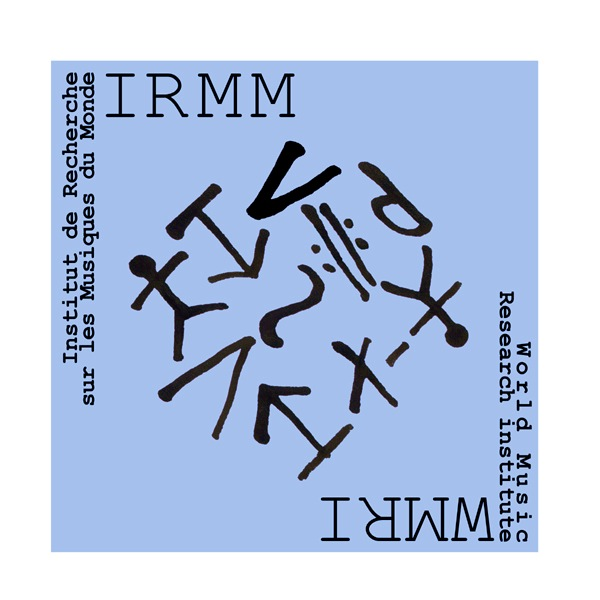 IRMM
Institut de Recherche
sur les Musiques du Monde
World Music
Research institute
WMRI